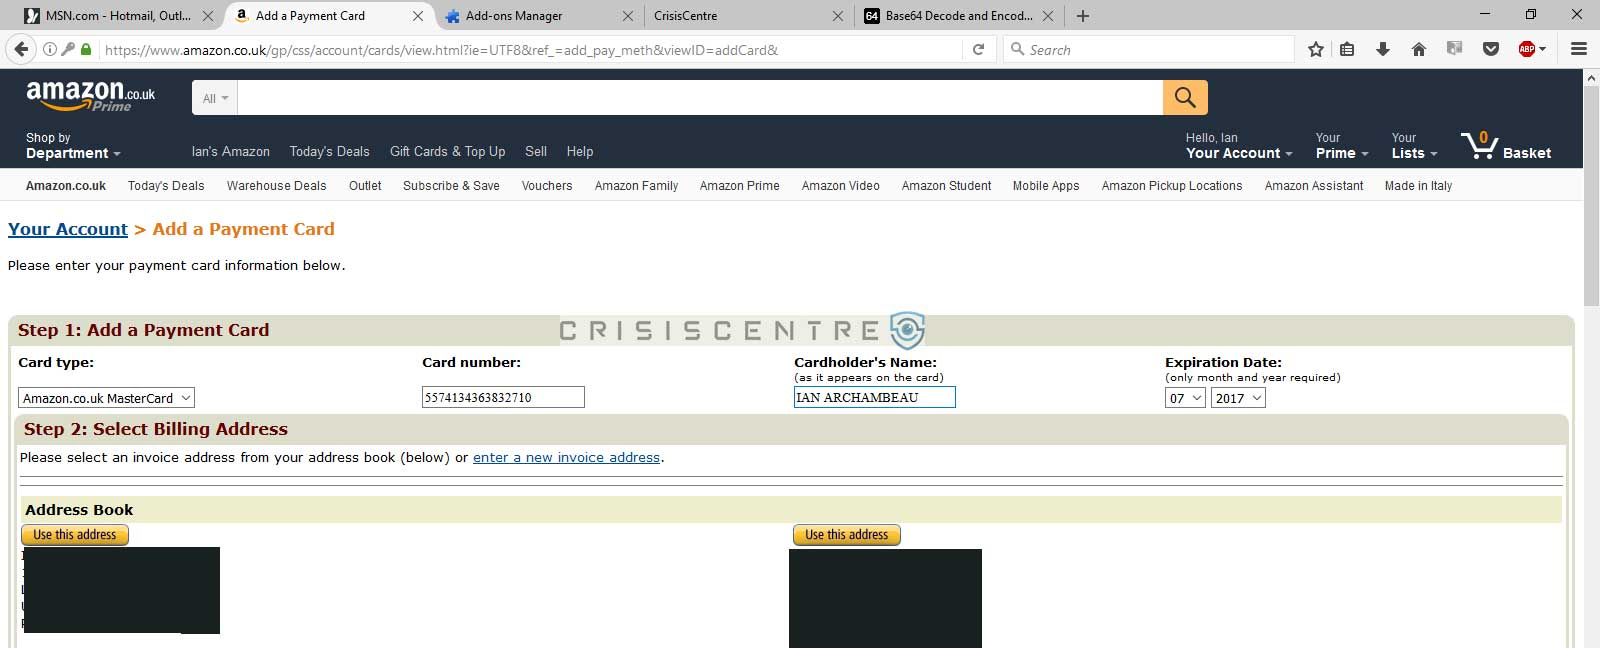 MSN.com - Hotmail, Outl...
Add a Payment Card
Add-ons Manager
CrisisCentre
64 Base64 Decode and Encod...
https://www.amazon.co.uk/gp/css/account/cards/view.html?ie=UTF8&ref_=add_pay_meth&viewID=addCard&
Search
ABP
amazon.co.uk
Prime
All
Shop by
Department
Ian's Amazon Today's Deals Gift Cards & Top Up Sell Help
Hello, Ian
Your Account
Your
Prime
Your
Lists
0
Basket
Amazon.co.uk Today's Deals Warehouse Deals Outlet Subscribe & Save Vouchers Amazon Family Amazon Prime Amazon Video Amazon Student Mobile Apps Amazon Pickup Locations Amazon Assistant Made in Italy
Your Account > Add a Payment Card
Please enter your payment card information below.
Step 1: Add a Payment Card
CRISISCENTRE
Card type:
Card number:
Cardholder's Name:
(as it appears on the card)
Expiration Date:
(only month and year required)
Amazon.co.uk MasterCard
5574134363832710
IAN ARCHAMBEAU
07
2017
Step 2: Select Billing Address
Please select an invoice address from your address book (below) or enter a new invoice address.
Address Book
Use this address
Use this address